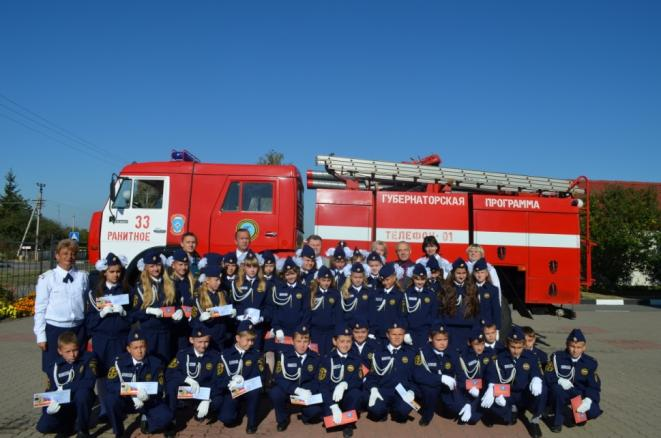 33
РАНИТНОЕ
ГУБЕРНАТОРСКАЯ ПРОГРАММА
ТЕЛЕФОН 01